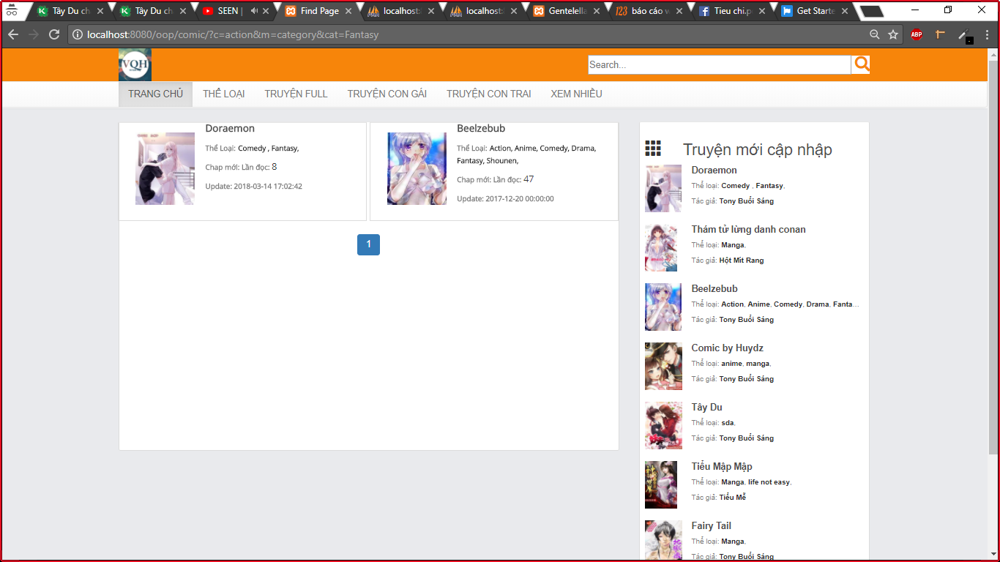 Tây Du ch
Tây Du ch
SEEN |
Find Page
localhost:
localhost:
Gentelella
123 báo cáo w
Tieu chi.p
Get Starte
localhost:8080/oop/comic/?c=action&m=category&cat=Fantasy
ABP
VQH
Search...
TRANG CHỦ THỂ LOẠI TRUYỆN FULL TRUYỆN CON GÁI TRUYỆN CON TRAI XEM NHIỀU
Doraemon
Thể Loại: Comedy , Fantasy,
Chap mới: Lần đọc: 8
Update: 2018-03-14 17:02:42
Beelzebub
Thể Loại: Action, Anime, Comedy, Drama,
Fantasy, Shounen,
Chap mới: Lần đọc: 47
Update: 2017-12-20 00:00:00
1
Truyện mới cập nhập
Doraemon
Thể loại: Comedy , Fantasy,
Tác giả: Tony Buổi Sáng
Thám tử lừng danh conan
Thể loại: Manga,
Tác giả: Hột Mít Rang
Beelzebub
Thể loại: Action, Anime, Comedy, Drama, Fanta...
Tác giả: Tony Buổi Sáng
Comic by Huydz
Thể loại: anime, manga,
Tác giả: Tony Buổi Sáng
Tây Du
Thể loại: sda,
Tác giả: Tony Buổi Sáng
Tiểu Mập Mập
Thể loại: Manga, life not easy,
Tác giả: Tiểu Mễ
Fairy Tail
Thể loại: Manga,
Tác giả: Tony Buổi Sáng